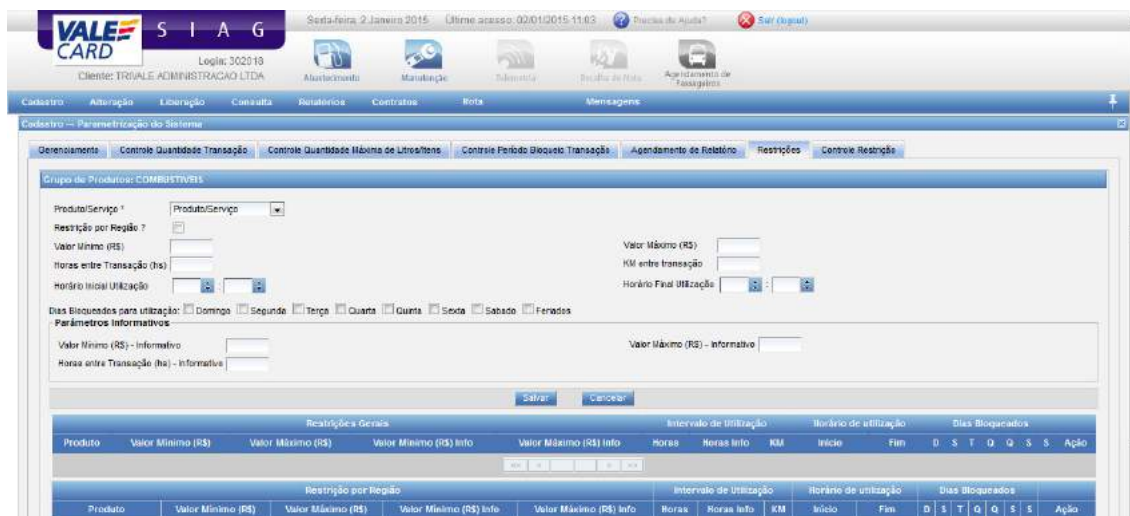 VALE CARD
S I A G
Sexta-feira, 2 Janeiro 2015 Último acesso: 02/01/2015 11:03 Precisa de Ajuda? Sair (logout)
Login: 302018
Cliente: TRIVALE ADMINISTRACAO LTDA
Abastecimento Manutenção Telemetria Recolha de Nota Agendamento de Passageiros
Cadastro Alteração Liberação Consulta Relatórios Contratos Rota Mensagens
Cadastro -- Parametrização do Sistema
Gerenciamento Controle Quantidade Transação Controle Quantidade Máxima de Litros/Itens Controle Período Bloqueio Transação Agendamento de Relatório Restrições Controle Restrição
Grupo de Produtos: COMBUSTIVEIS
Produto/Serviço * Produto/Serviço
Restrição por Região ?
Valor Mínimo (R$) Valor Máximo (R$)
Horas entre Transação (hs) KM entre transação
Horário Inicial Utilização : Horário Final Utilização :
Dias Bloqueados para utilização: Domingo Segunda Terça Quarta Quinta Sexta Sabado Feriados
Parâmetros Informativos
Valor Mínimo (R$) - Informativo Valor Máximo (R$) - Informativo
Horas entre Transação (hs) - Informativo
Salvar Cancelar
Restrições Gerais Intervalo de Utilização Horário de utilização Dias Bloqueados
Produto Valor Mínimo (R$) Valor Máximo (R$) Valor Mínimo (R$) Info Valor Máximo (R$) Info Horas Horas Info KM Início Fim D S T Q Q S S Ação
<< < > >>
Restrição por Região Intervalo de Utilização Horário de utilização Dias Bloqueados
Produto Valor Mínimo (R$) Valor Máximo (R$) Valor Mínimo (R$) Info Valor Máximo (R$) Info Horas Horas Info KM Início Fim D S T Q Q S S Ação